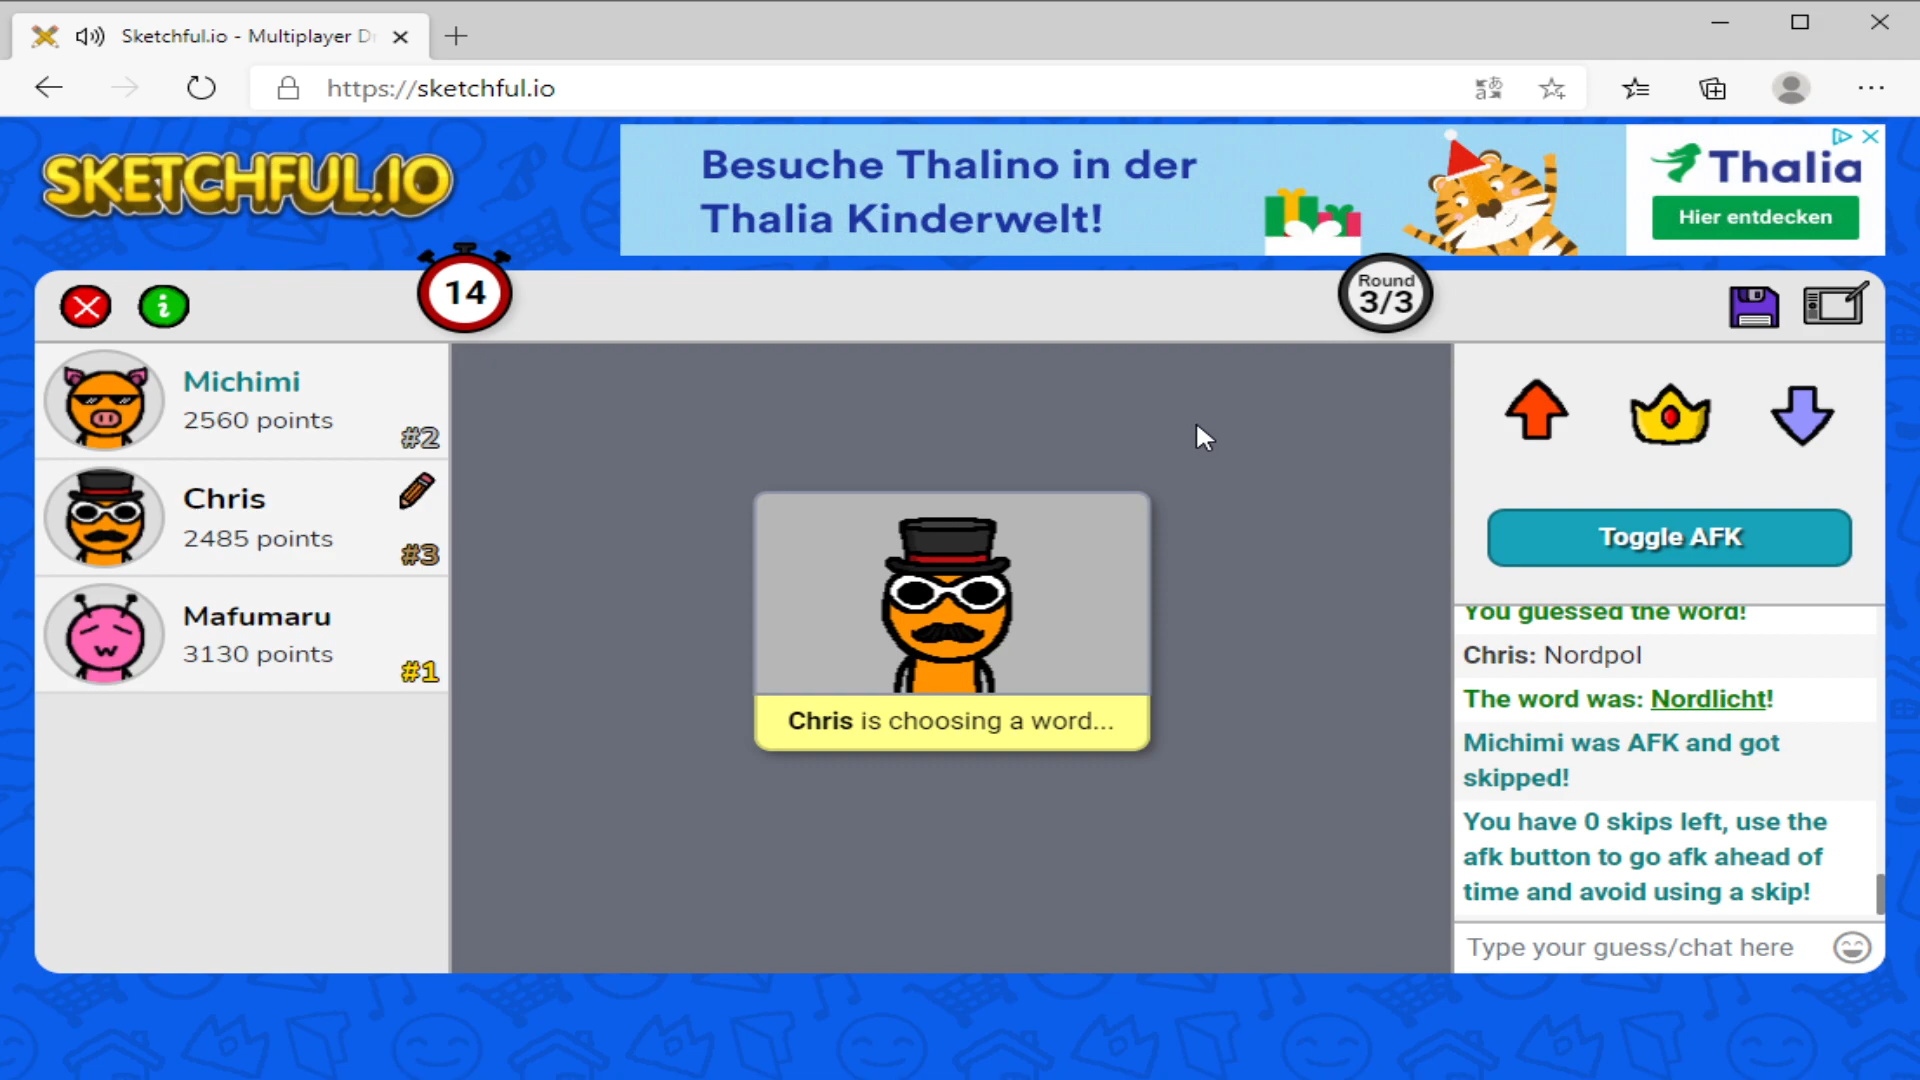 Sketchful.io - Multiplayer D
https://sketchful.io
SKETCHFUL.IO
Besuche Thalino in der
Thalia Kinderwelt!
Thalia
Hier entdecken
14
Round
3/3
Michimi
2560 points
#2
Chris
2485 points
#3
Mafumaru
3130 points
#1
Chris is choosing a word...
Toggle AFK
You guessed the word!
Chris: Nordpol
The word was: Nordlicht!
Michimi was AFK and got
skipped!
You have 0 skips left, use the
afk button to go afk ahead of
time and avoid using a skip!
Type your guess/chat here